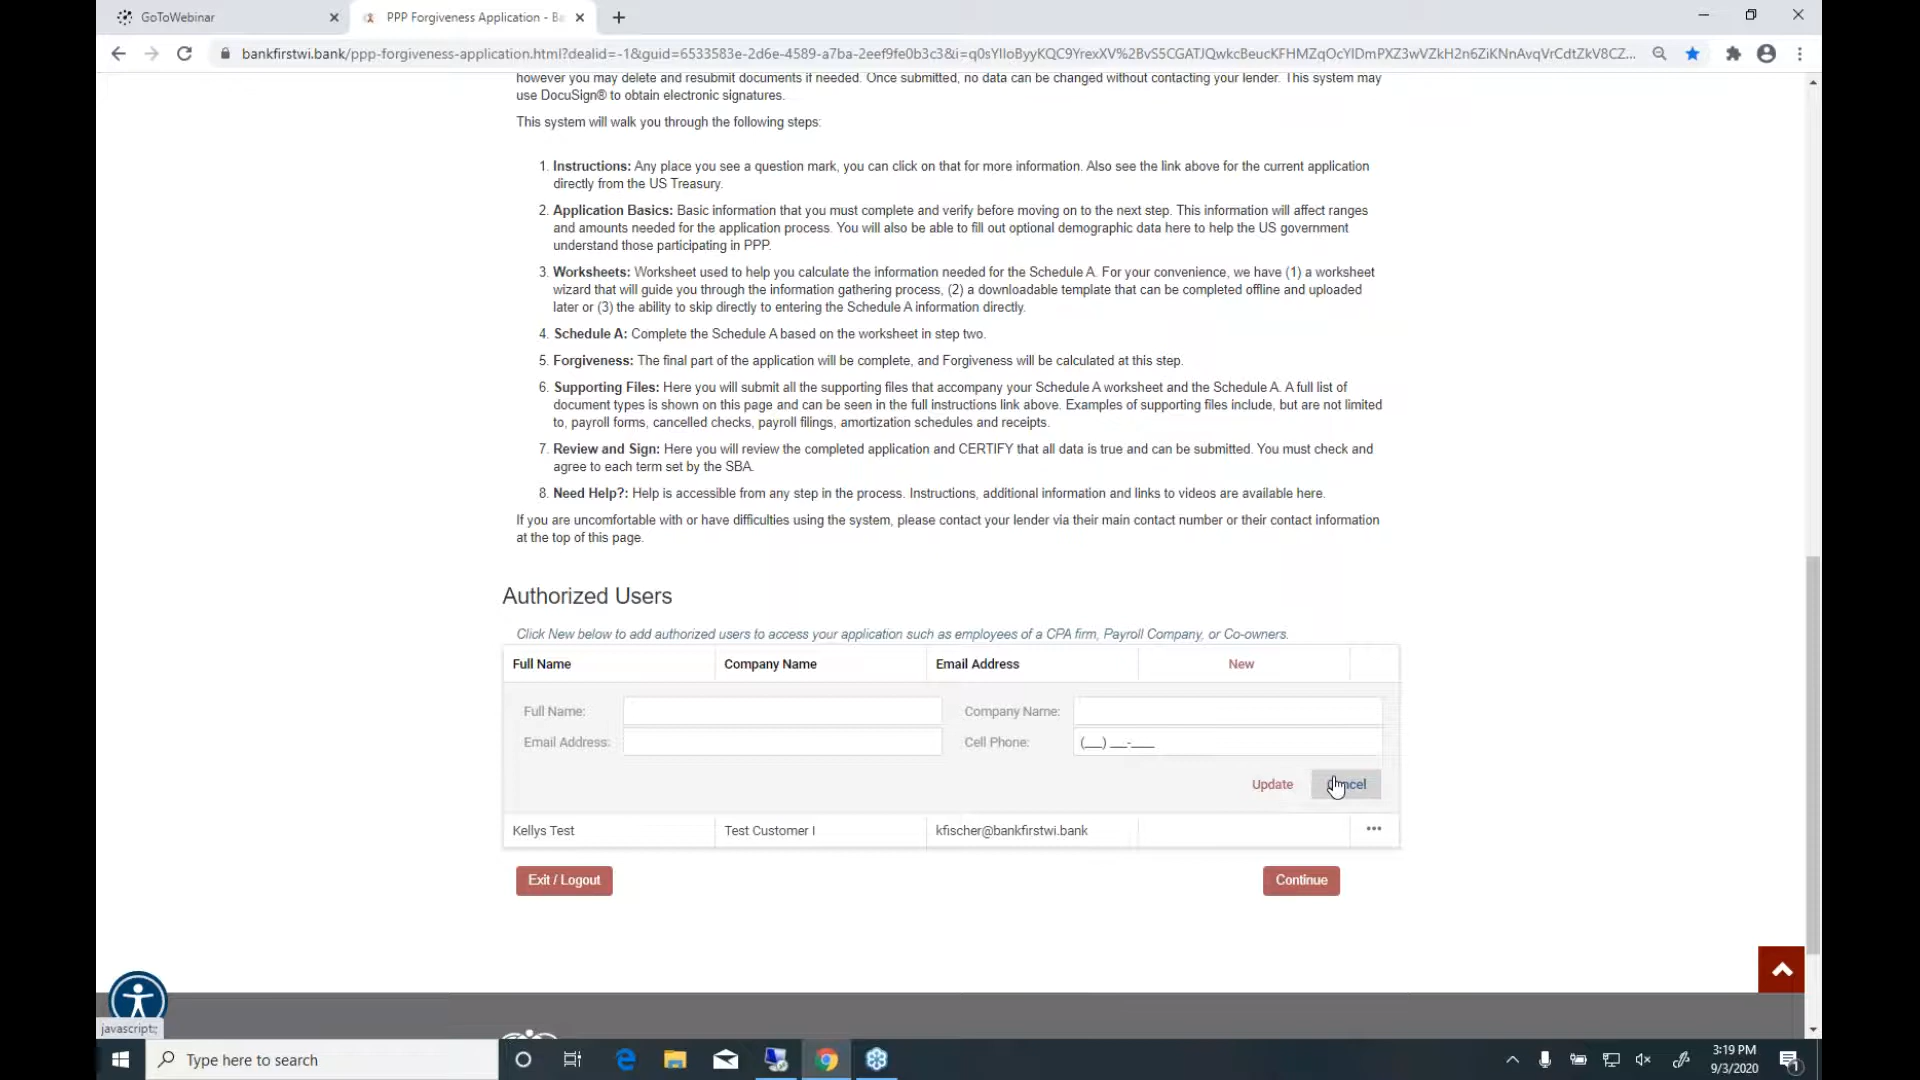 GoToWebinar
PPP Forgiveness Application - Ba
bankfirstwi.bank/ppp-forgiveness-application.html?dealid=-1&guid=6533583e-2d6e-4589-a7ba-2eef9fe0b3c3&i=q0sYIloByyKQC9YrexXV%2BvS5CGATJQwkcBeucKFHMZqOcYlDmPXZ3wVZkH2n6ZiKNnAvqVrCdtZkV8CZ...
however you may delete and resubmit documents if needed. Once submitted, no data can be changed without contacting your lender. This system may
use DocuSign® to obtain electronic signatures.
This system will walk you through the following steps:
1. Instructions: Any place you see a question mark, you can click on that for more information. Also see the link above for the current application
directly from the US Treasury.
2. Application Basics: Basic information that you must complete and verify before moving on to the next step. This information will affect ranges
and amounts needed for the application process. You will also be able to fill out optional demographic data here to help the US government
understand those participating in PPP.
3. Worksheets: Worksheet used to help you calculate the information needed for the Schedule A. For your convenience, we have (1) a worksheet
wizard that will guide you through the information gathering process, (2) a downloadable template that can be completed offline and uploaded
later or (3) the ability to skip directly to entering the Schedule A information directly.
4. Schedule A: Complete the Schedule A based on the worksheet in step two.
5. Forgiveness: The final part of the application will be complete, and Forgiveness will be calculated at this step.
6. Supporting Files: Here you will submit all the supporting files that accompany your Schedule A worksheet and the Schedule A. A full list of
document types is shown on this page and can be seen in the full instructions link above. Examples of supporting files include, but are not limited
to, payroll forms, cancelled checks, payroll filings, amortization schedules and receipts.
7. Review and Sign: Here you will review the completed application and CERTIFY that all data is true and can be submitted. You must check and
agree to each term set by the SBA.
8. Need Help?: Help is accessible from any step in the process. Instructions, additional information and links to videos are available here.
If you are uncomfortable with or have difficulties using the system, please contact your lender via their main contact number or their contact information
at the top of this page.
Authorized Users
Click New below to add authorized users to access your application such as employees of a CPA firm, Payroll Company, or Co-owners.
Full Name Company Name Email Address New
Full Name: Company Name:
Email Address: Cell Phone: (___) ___-____
Update Cancel
Kellys Test Test Customer I kfischer@bankfirstwi.bank •••
Exit / Logout Continue
javascript:;
Type here to search
3:19 PM
9/3/2020
1